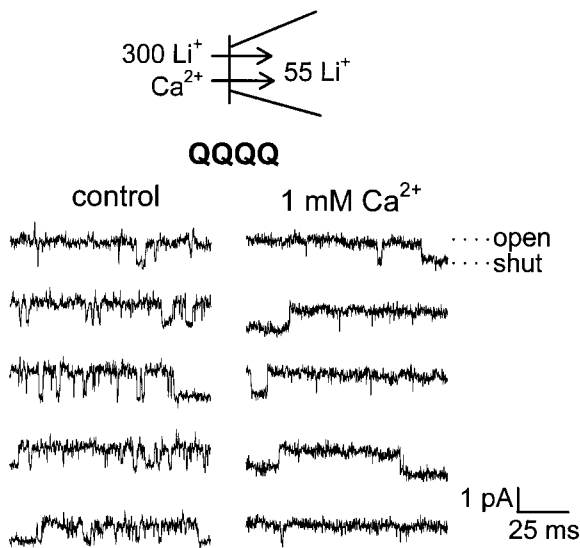 300 Li⁺
Ca²⁺
55 Li⁺
QQQQ
control
1 mM Ca²⁺
open
shut
1 pA
25 ms